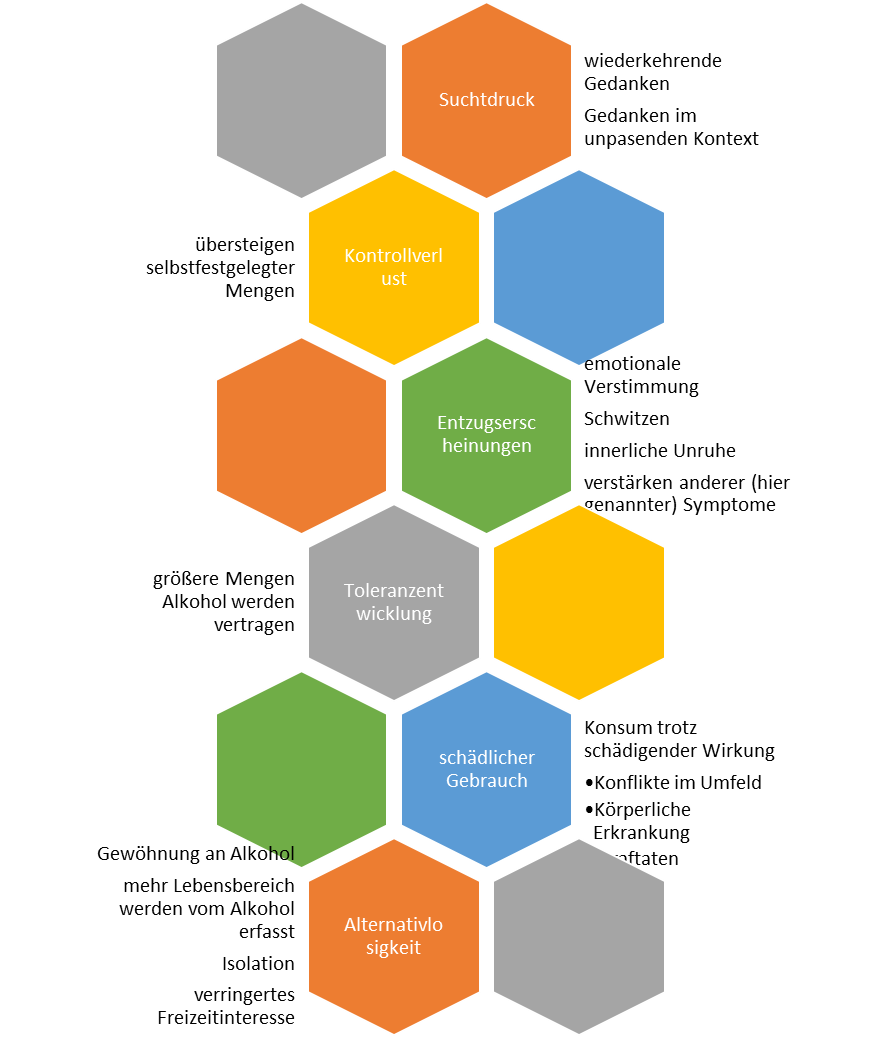 Suchtdruck
wiederkehrende
Gedanken
Gedanken im
unpasenden Kontext
übersteigen
selbstfestgelegter
Mengen
Kontrollverl
ust
emotionale
Verstimmung
Schwitzen
innerliche Unruhe
verstärken anderer (hier
genannter) Symptome
Entzugsersc
heinungen
größere Mengen
Alkohol werden
vertragen
Toleranzent
wicklung
schädlicher
Gebrauch
Konsum trotz
schädigender Wirkung
•Konflikte im Umfeld
•Körperliche
Erkrankung
Gewöhnung an Alkohol
mehr Lebensbereich
werden vom Alkohol
erfasst
Isolation
verringertes
Freizeitinteresse
Alternativlo
sigkeit